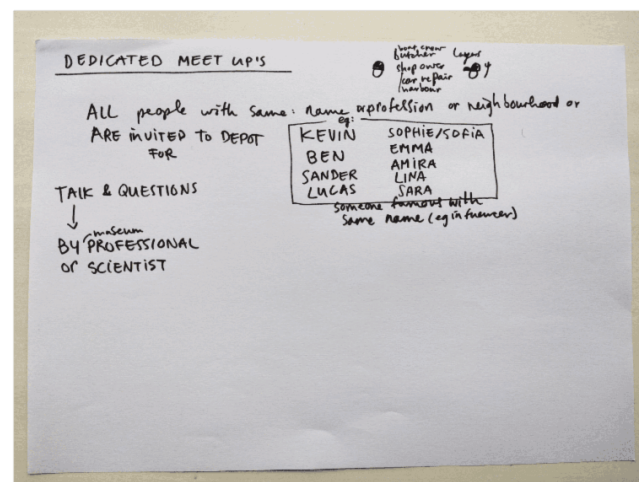 DEDICATED MEET UP'S
butcher
shop owner
car repair
harbour
ALL people with same: name or profession or neighbourhood or
ARE INVITED TO DEPOT
FOR
eg:
KEVIN SOPHIE/SOFIA
BEN EMMA
SANDER AMIRA
LUCAS LINA
SARA
someone famous with
same name (eg influencer)
TALK & QUESTIONS
museum
BY PROFESSIONAL
or SCIENTIST